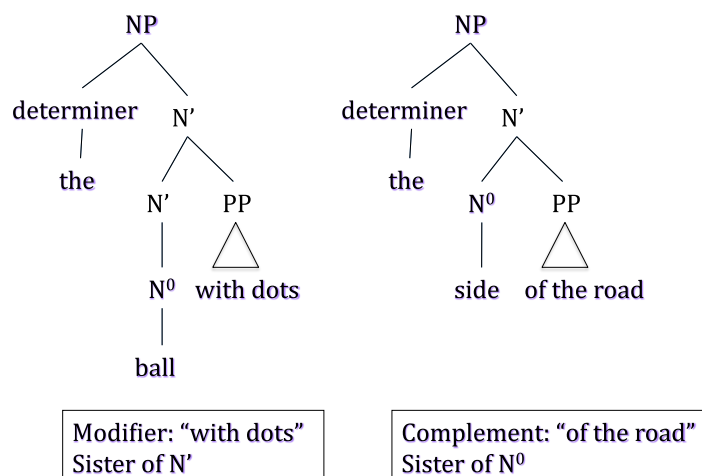 NP
determiner N’
the
N’ PP
N⁰ with dots
ball
Modifier: “with dots”
Sister of N’
NP
determiner N’
the
N⁰ PP
side of the road
Complement: “of the road”
Sister of N⁰